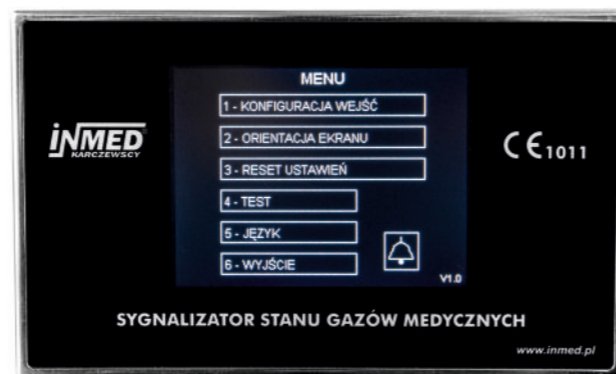 MENU
1 - KONFIGURACJA WEJŚĆ
2 - ORIENTACJA EKRANU
3 - RESET USTAWIEŃ
4 - TEST
5 - JĘZYK
6 - WYJŚCIE
V1.0
INMED
KARCZEWSCY
CE 1011
SYGNALIZATOR STANU GAZÓW MEDYCZNYCH
www.inmed.pl